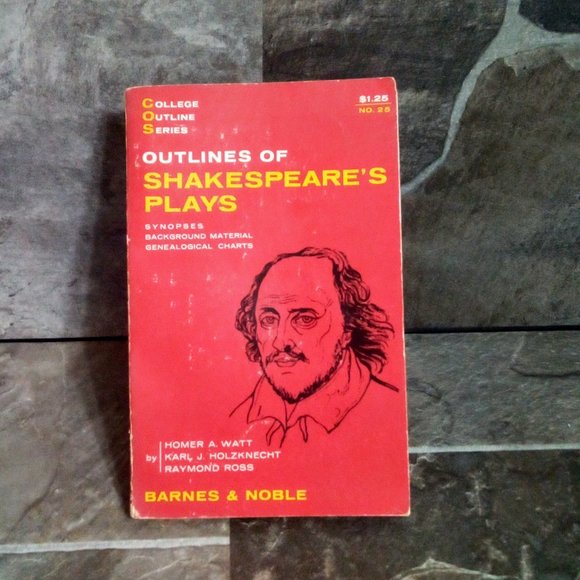 COLLEGE
OUTLINE
SERIES
$1.25
NO. 25
OUTLINES OF
SHAKESPEARE'S
PLAYS
SYNOPSES
BACKGROUND MATERIAL
GENEALOGICAL CHARTS
HOMER A. WATT
by KARL J. HOLZKNECHT
RAYMOND ROSS
BARNES & NOBLE